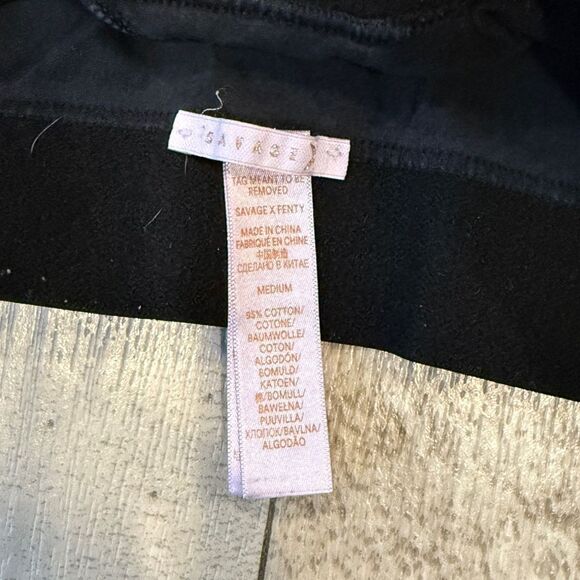 SAVAGE X
TAG MEANT TO BE
REMOVED
SAVAGE X FENTY
MADE IN CHINA
FABRIQUÉ EN CHINE
中国制造
СДЕЛАНО В КИТАЕ
MEDIUM
95% COTTON/
COTONE/
BAUMWOLLE/
COTON/
ALGODÓN/
BOMULD/
KATOEN/
棉/BOMULL/
BAWEŁNA/
PUUVILLA/
ХЛОПОК/BAVLNA/
ALGODÃO